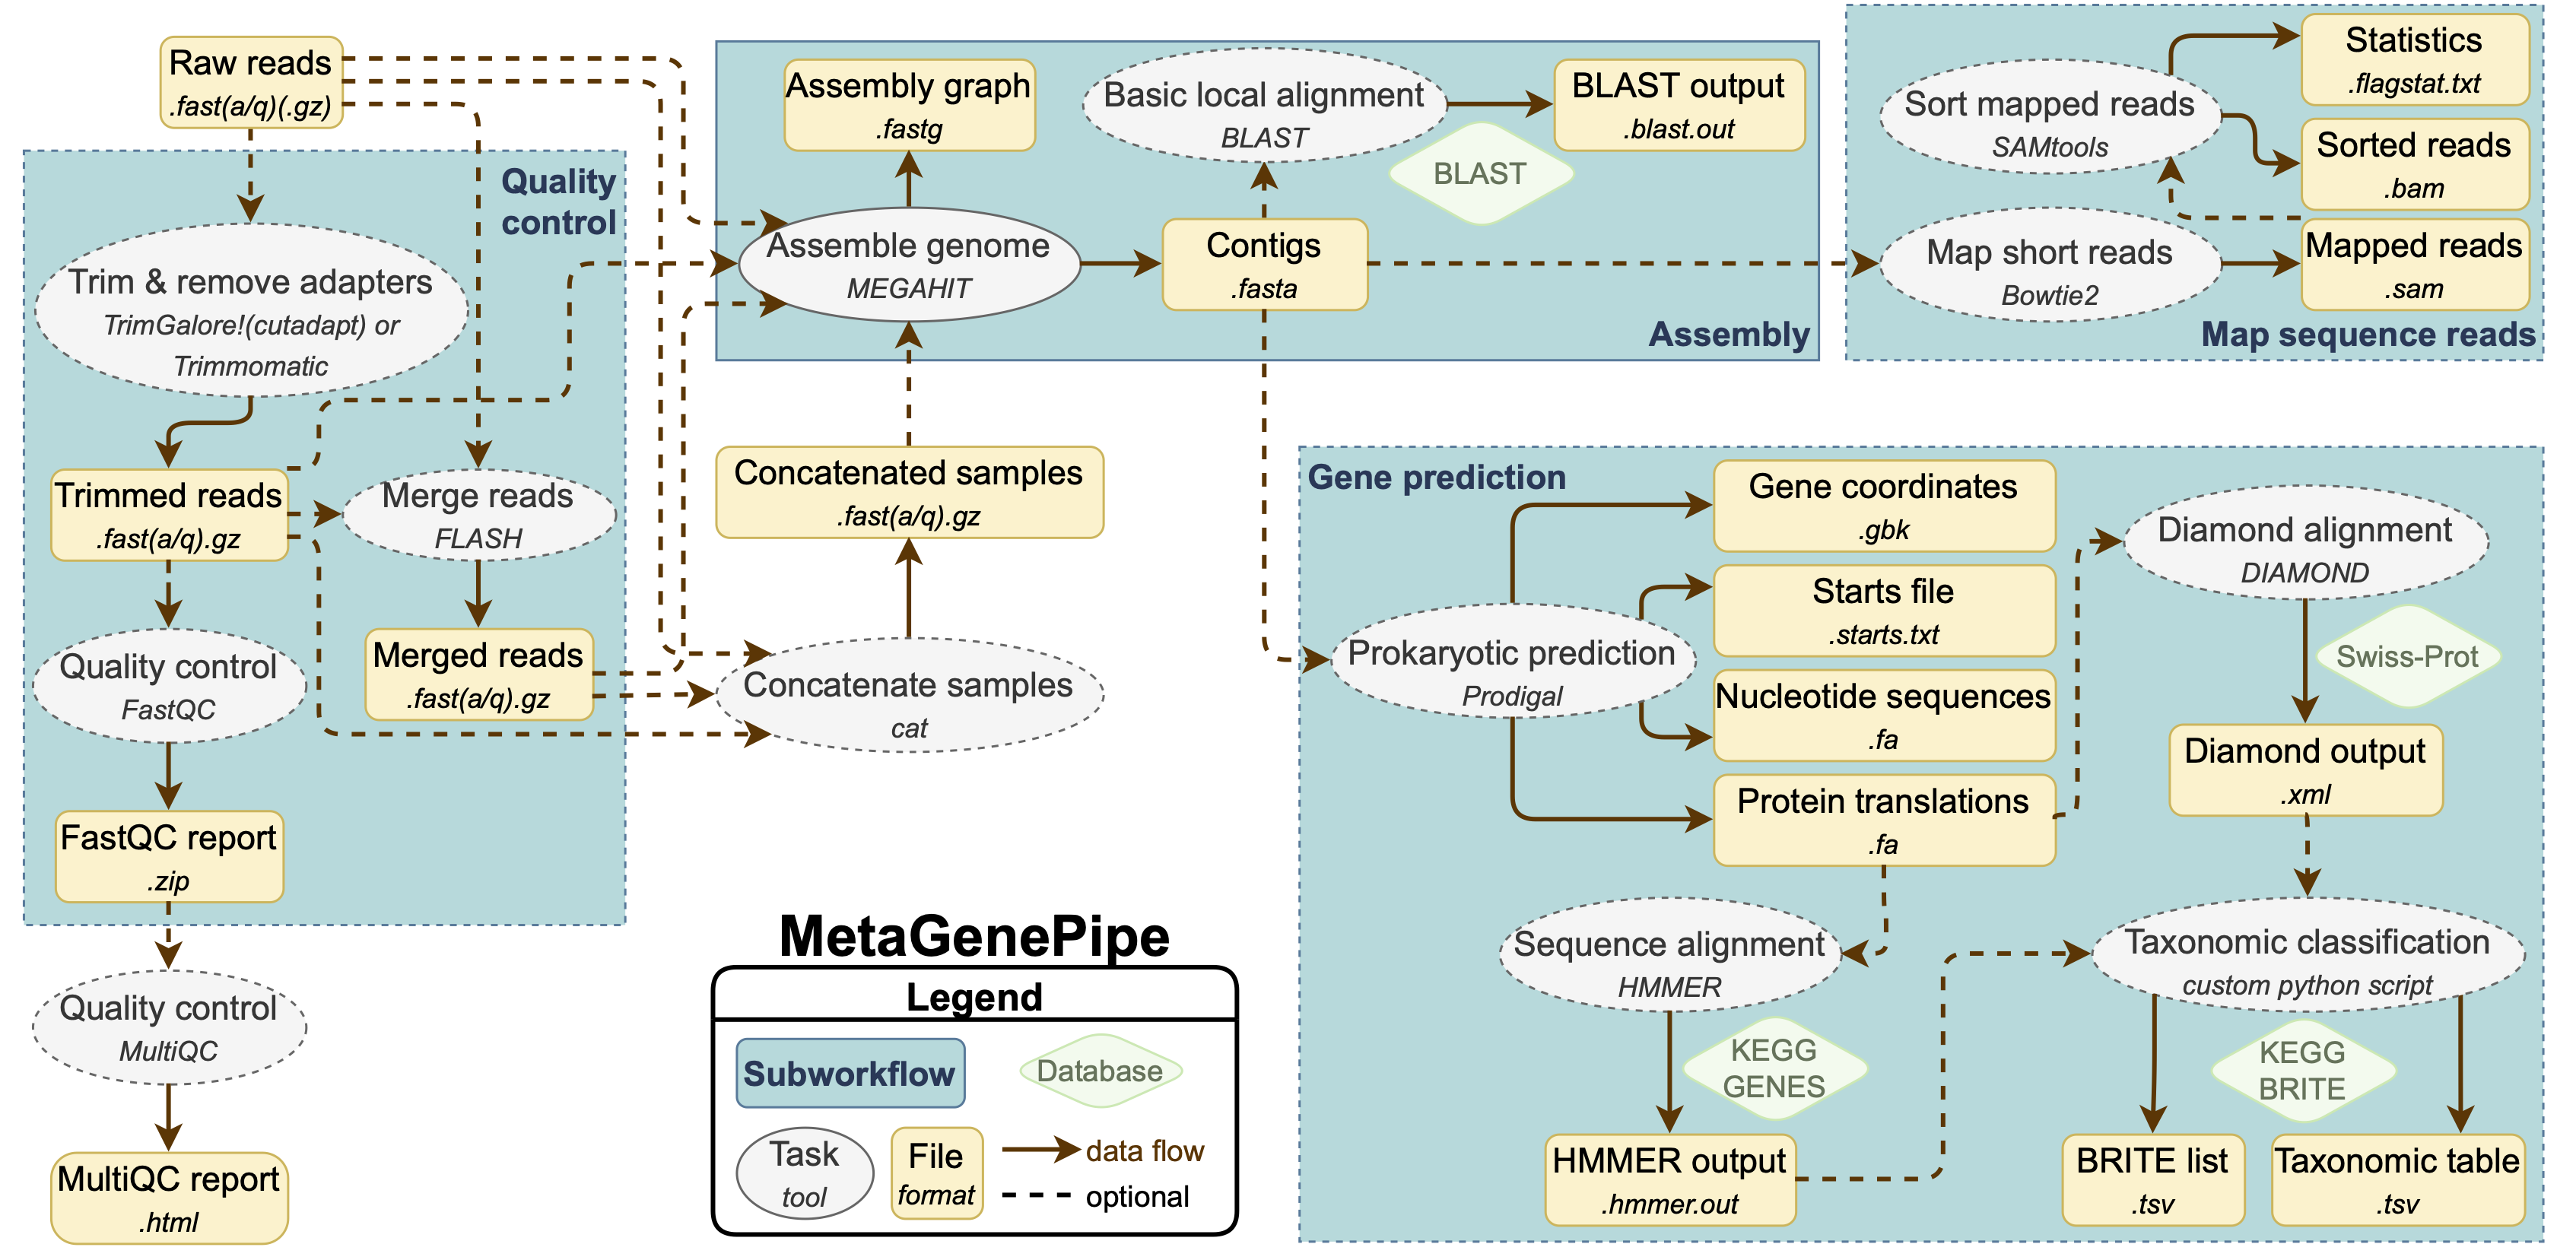 Raw reads
.fast(a/q)(.gz)
Quality
control
Trim & remove adapters
TrimGalore!(cutadapt) or
Trimmomatic
Trimmed reads
.fast(a/q).gz
Merge reads
FLASH
Quality control
FastQC
Merged reads
.fast(a/q).gz
FastQC report
.zip
Quality control
MultiQC
MultiQC report
.html
Assembly graph
.fastg
Basic local alignment
BLAST
BLAST output
.blast.out
BLAST
Assemble genome
MEGAHIT
Contigs
.fasta
Assembly
Concatenated samples
.fast(a/q).gz
Concatenate samples
cat
Statistics
.flagstat.txt
Sort mapped reads
SAMtools
Sorted reads
.bam
Map short reads
Bowtie2
Mapped reads
.sam
Map sequence reads
Gene prediction
Gene coordinates
.gbk
Starts file
.starts.txt
Prokaryotic prediction
Prodigal
Nucleotide sequences
.fa
Protein translations
.fa
Diamond alignment
DIAMOND
Swiss-Prot
Diamond output
.xml
Sequence alignment
HMMER
Taxonomic classification
custom python script
KEGG
GENES
KEGG
BRITE
HMMER output
.hmmer.out
BRITE list
.tsv
Taxonomic table
.tsv
MetaGenePipe
Legend
Subworkflow
Database
Task
tool
File
format
data flow
optional